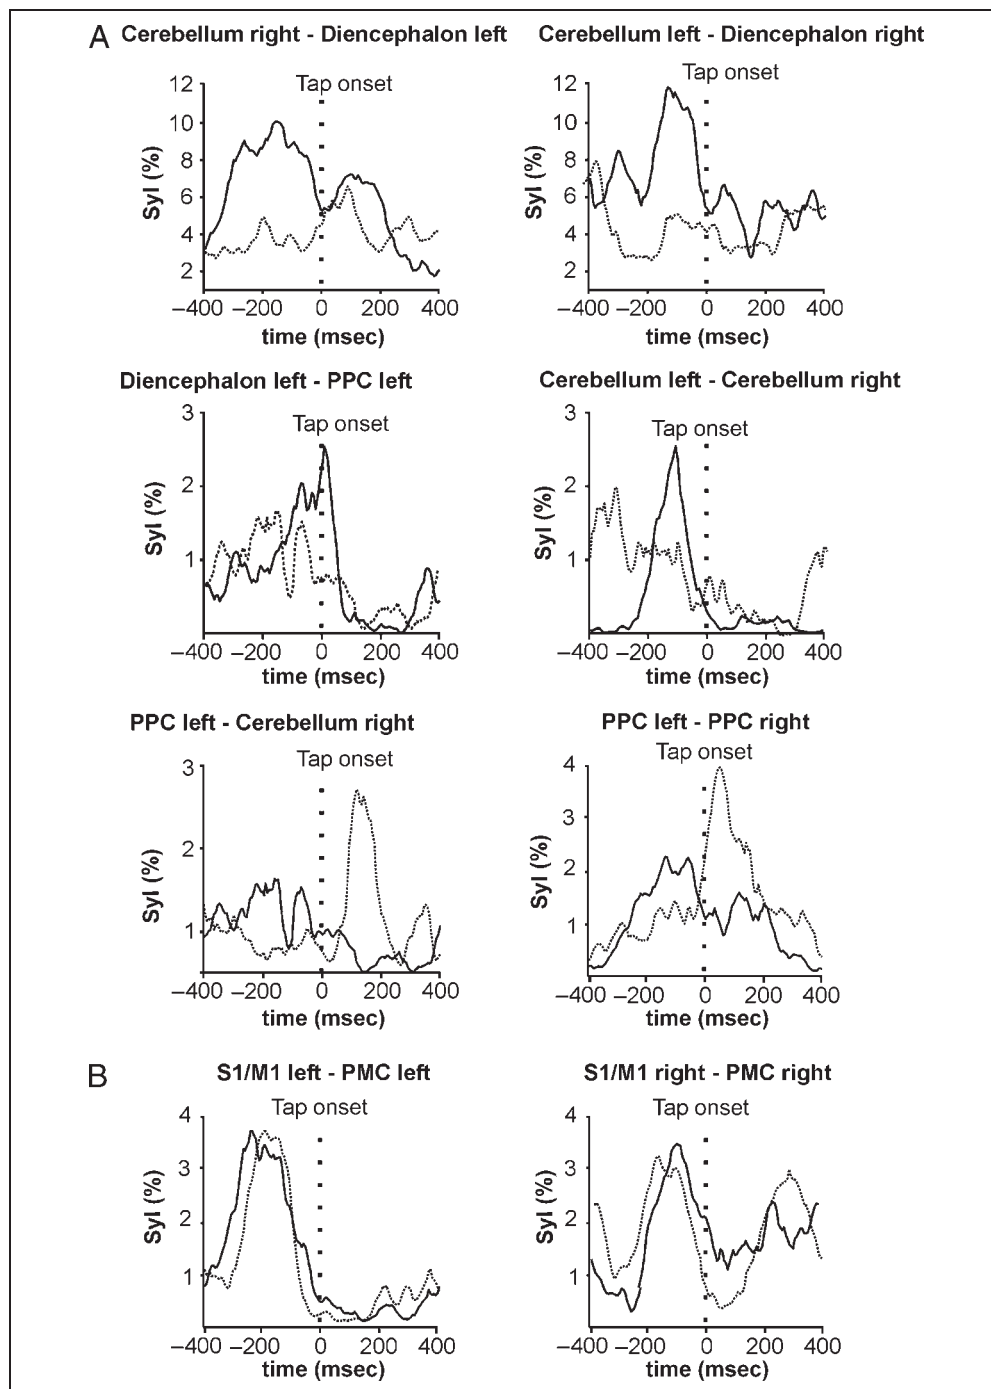 A Cerebellum right - Diencephalon left
Cerebellum left - Diencephalon right
Tap onset
12
10
8
6
4
2
SyI (%)
–400 –200 0 200 400
time (msec)
Tap onset
12
10
8
6
4
2
SyI (%)
–400 –200 0 200 400
time (msec)
Diencephalon left - PPC left
Cerebellum left - Cerebellum right
Tap onset
3
2
1
SyI (%)
–400 –200 0 200 400
time (msec)
Tap onset
3
2
1
SyI (%)
–400 –200 0 200 400
time (msec)
PPC left - Cerebellum right
PPC left - PPC right
Tap onset
3
2
1
SyI (%)
–400 –200 0 200 400
time (msec)
Tap onset
4
3
2
1
SyI (%)
–400 –200 0 200 400
time (msec)
B S1/M1 left - PMC left
S1/M1 right - PMC right
Tap onset
4
3
2
1
SyI (%)
–400 –200 0 200 400
time (msec)
Tap onset
4
3
2
1
SyI (%)
–400 –200 0 200 400
time (msec)